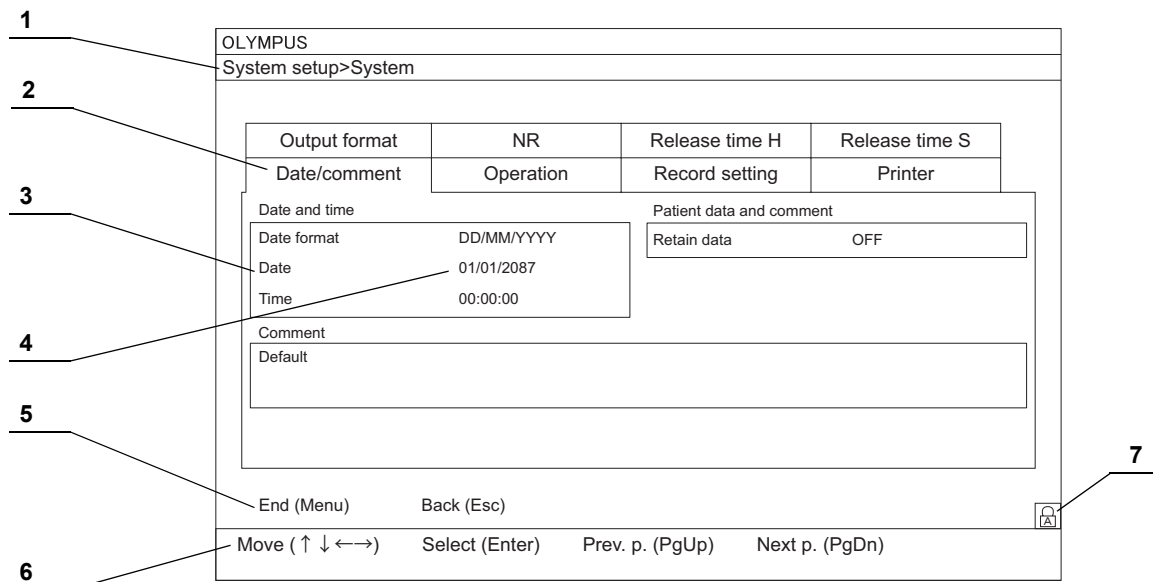 1
OLYMPUS
System setup>System
2
Output format NR Release time H Release time S
Date/comment Operation Record setting Printer
3
Date and time Patient data and comment
Date format DD/MM/YYYY Retain data OFF
Date 01/01/2087
Time 00:00:00
4
Comment
Default
5
7
End (Menu) Back (Esc)
A
Move (↑↓←→) Select (Enter) Prev. p. (PgUp) Next p. (PgDn)
6